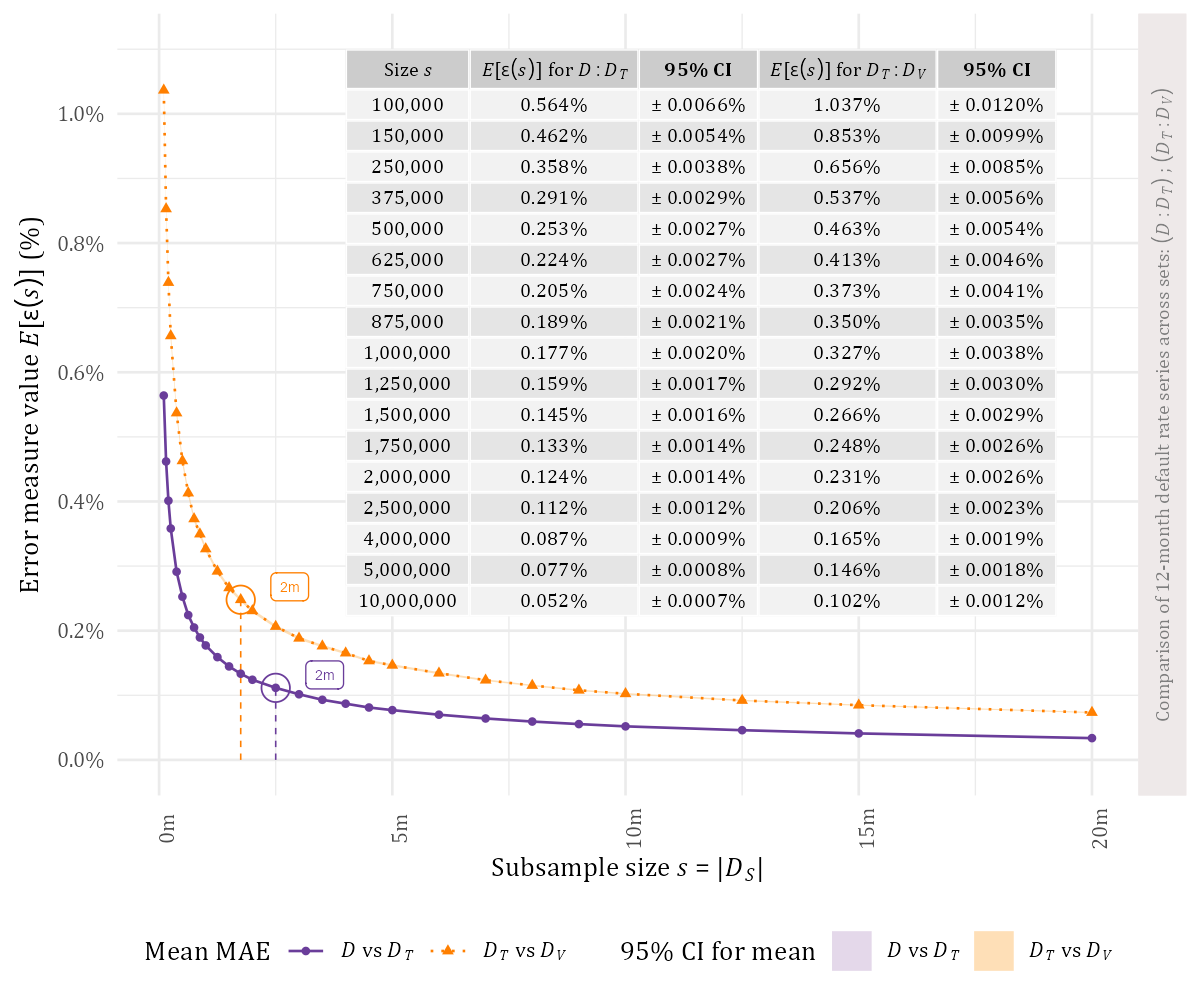 Size s E[ε(s)] for D : D_T 95% CI E[ε(s)] for D_T : D_V 95% CI
100,000 0.564% ± 0.0066% 1.037% ± 0.0120%
150,000 0.462% ± 0.0054% 0.853% ± 0.0099%
250,000 0.358% ± 0.0038% 0.656% ± 0.0085%
375,000 0.291% ± 0.0029% 0.537% ± 0.0056%
500,000 0.253% ± 0.0027% 0.463% ± 0.0054%
625,000 0.224% ± 0.0027% 0.413% ± 0.0046%
750,000 0.205% ± 0.0024% 0.373% ± 0.0041%
875,000 0.189% ± 0.0021% 0.350% ± 0.0035%
1,000,000 0.177% ± 0.0020% 0.327% ± 0.0038%
1,250,000 0.159% ± 0.0017% 0.292% ± 0.0030%
1,500,000 0.145% ± 0.0016% 0.266% ± 0.0029%
1,750,000 0.133% ± 0.0014% 0.248% ± 0.0026%
2,000,000 0.124% ± 0.0014% 0.231% ± 0.0026%
2,500,000 0.112% ± 0.0012% 0.206% ± 0.0023%
4,000,000 0.087% ± 0.0009% 0.165% ± 0.0019%
5,000,000 0.077% ± 0.0008% 0.146% ± 0.0018%
10,000,000 0.052% ± 0.0007% 0.102% ± 0.0012%
Error measure value E[ε(s)] (%)
1.0%
0.8%
0.6%
0.4%
0.2%
0.0%
2m
2m
Comparison of 12-month default rate series across sets: (D : D_T) ; (D_T : D_V)
0m 5m 10m 15m 20m
Subsample size s = |D_S|
Mean MAE D vs D_T D_T vs D_V 95% CI for mean D vs D_T D_T vs D_V